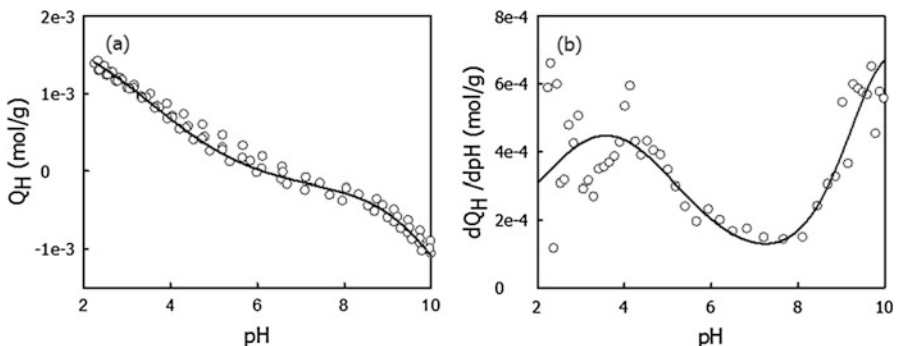 (a)
2e-3
1e-3
0
-1e-3
2 4 6 8 10
pH
QH (mol/g)
(b)
8e-4
6e-4
4e-4
2e-4
0
2 4 6 8 10
pH
dQH/dpH (mol/g)